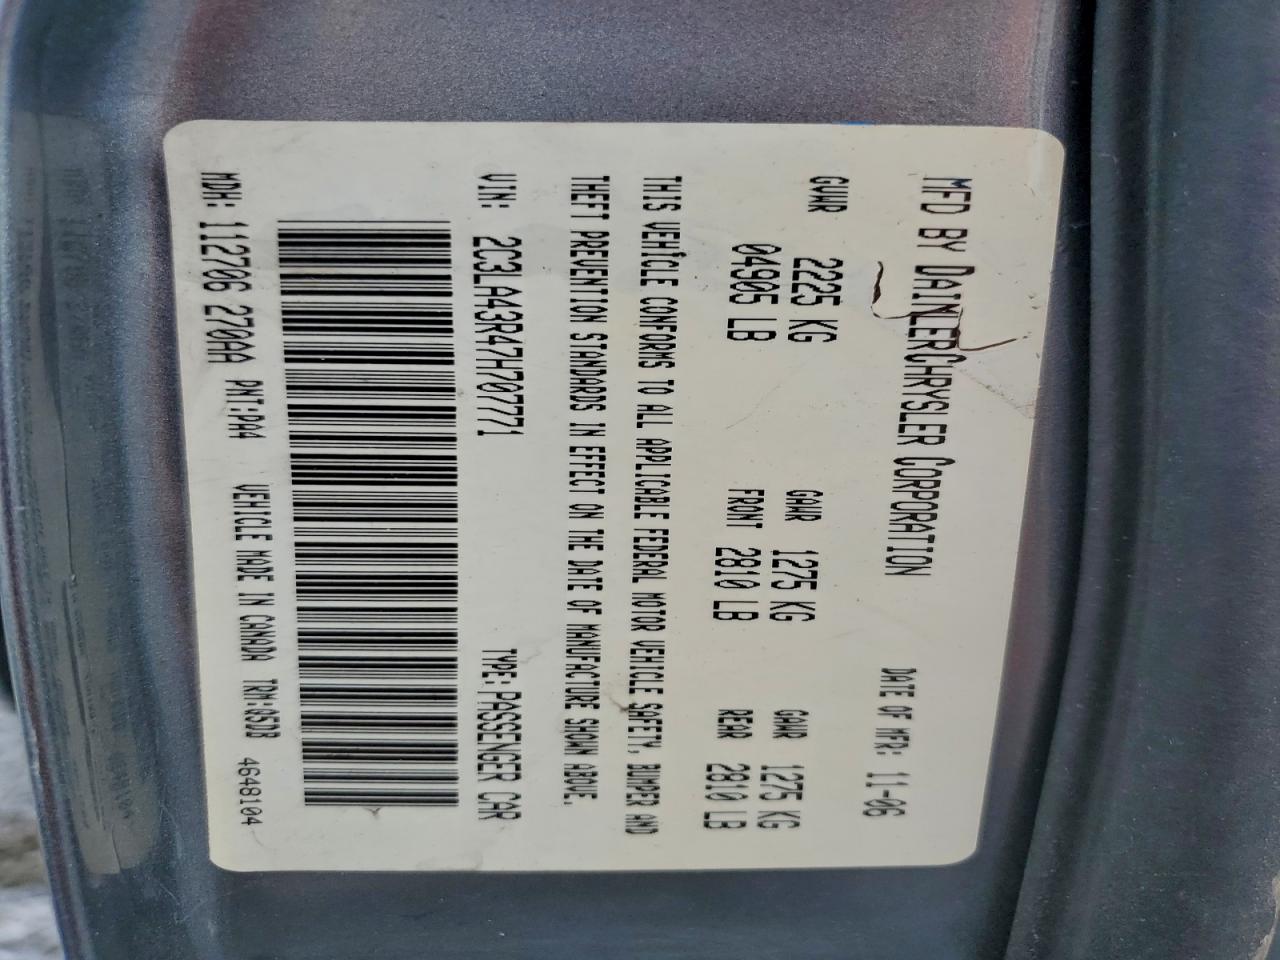 MFD BY DAIMLERCHRYSLER CORPORATION DATE OF MFR: 11-06
GVWR 2225 KG GAWR 1275 KG GAWR 1275 KG
04905 LB FRONT 2810 LB REAR 2810 LB
THIS VEHICLE CONFORMS TO ALL APPLICABLE FEDERAL MOTOR VEHICLE SAFETY, BUMPER AND
THEFT PREVENTION STANDARDS IN EFFECT ON THE DATE OF MANUFACTURE SHOWN ABOVE.
VIN: 2C3LA43R47H707771 TYPE: PASSENGER CAR
MDH: 112706 270AA PNT: PA4 VEHICLE MADE IN CANADA TRM: Q5DB 4648104